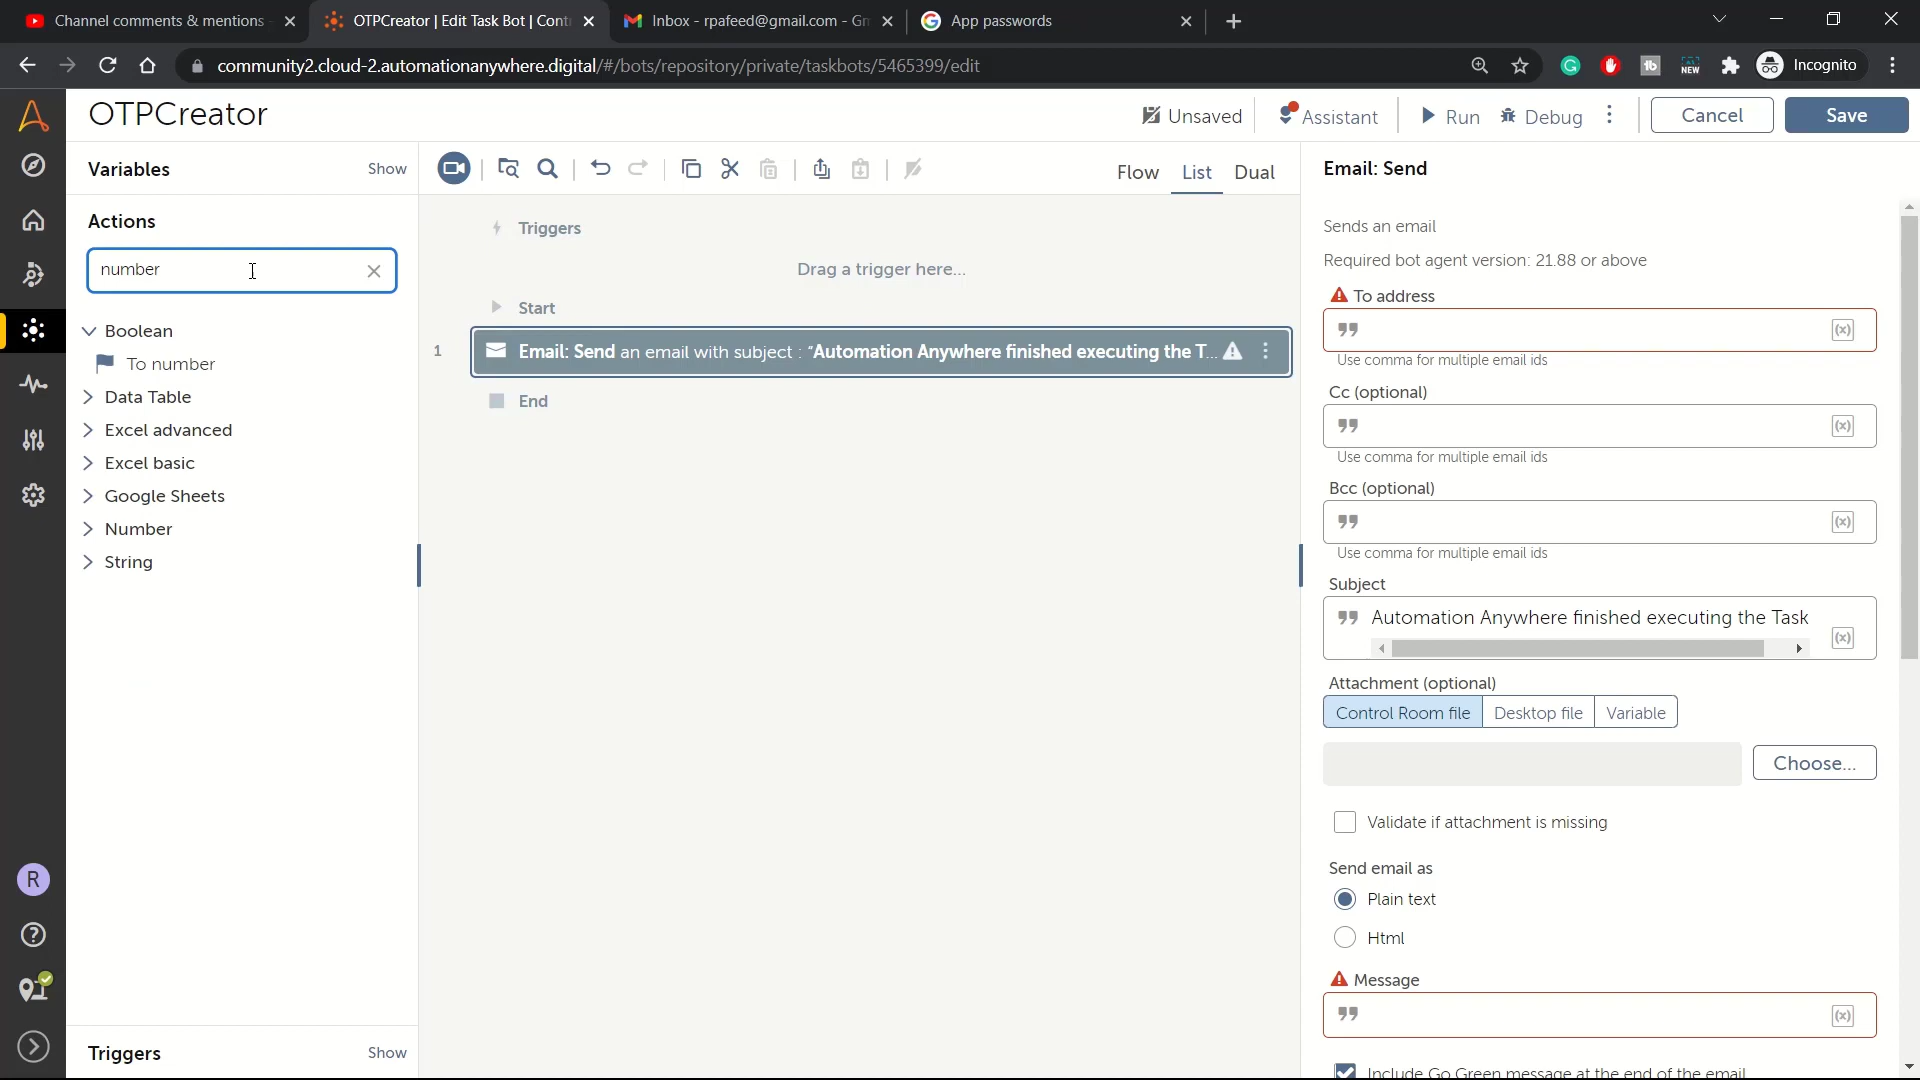 Channel comments & mentions
OTPCreator | Edit Task Bot | Cont
Inbox - rpafeed@gmail.com - Gm
App passwords
community2.cloud-2.automationanywhere.digital/#/bots/repository/private/taskbots/5465399/edit
tb
NEW
Incognito
OTPCreator
Unsaved
Assistant
Run
Debug
Cancel
Save
Variables
Show
Flow
List
Dual
Email: Send
Actions
number
Boolean
To number
Data Table
Excel advanced
Excel basic
Google Sheets
Number
String
Triggers
Drag a trigger here...
Start
1
Email: Send an email with subject : "Automation Anywhere finished executing the T...
End
Sends an email
Required bot agent version: 21.88 or above
To address
(x)
Use comma for multiple email ids
Cc (optional)
(x)
Use comma for multiple email ids
Bcc (optional)
(x)
Use comma for multiple email ids
Subject
Automation Anywhere finished executing the Task
(x)
Attachment (optional)
Control Room file
Desktop file
Variable
Choose...
Validate if attachment is missing
Send email as
Plain text
Html
Message
(x)
Include Go Green message at the end of the email
R
Triggers
Show